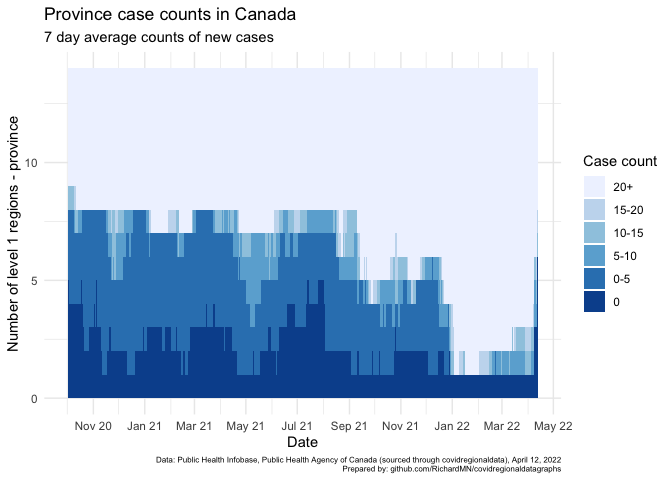 Province case counts in Canada
7 day average counts of new cases
Number of level 1 regions - province
10
5
0
Nov 20 Jan 21 Mar 21 May 21 Jul 21 Sep 21 Nov 21 Jan 22 Mar 22 May 22
Date
Case count
20+
15-20
10-15
5-10
0-5
0
Data: Public Health Infobase, Public Health Agency of Canada (sourced through covidregionaldata), April 12, 2022
Prepared by: github.com/RichardMN/covidregionaldatagraphs